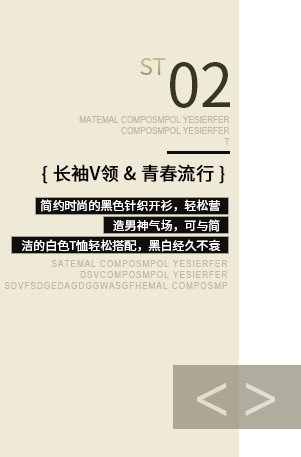 ST 02
MATEMAL COMPOSMPOL YESIERFER
COMPOSMPOL YESIERFER
T
{ 长袖V领 & 青春流行 }
简约时尚的黑色针织开衫，轻松营
造男神气场，可与简
洁的白色T恤轻松搭配，黑白经久不衰
SATEMAL COMPOSMPOL YESIERFER
DSVCOMPOSMPOL YESIERFER
SDVFSDGEDAGDGGWASGFHEMAL COMPOSMP
< >